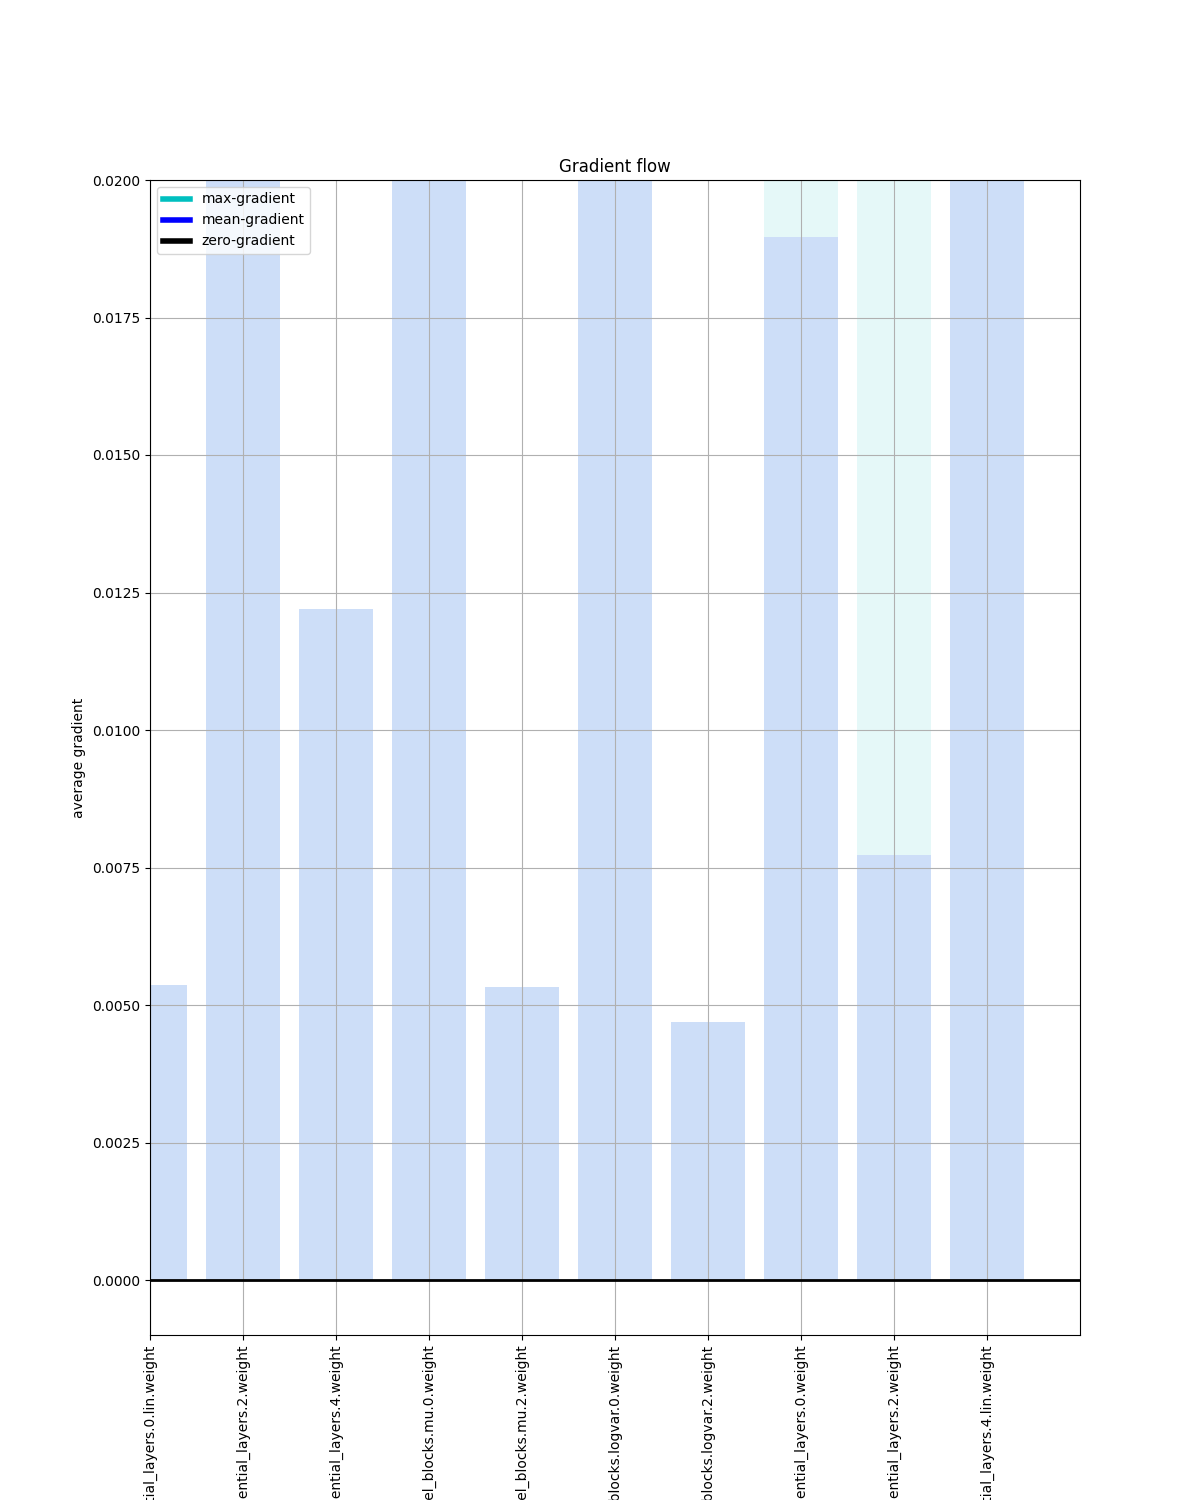 Gradient flow
max-gradient
mean-gradient
zero-gradient
0.0200
0.0175
0.0150
0.0125
0.0100
0.0075
0.0050
0.0025
0.0000
average gradient
tial_layers.0.lin.weight
ential_layers.2.weight
ential_layers.4.weight
el_blocks.mu.0.weight
el_blocks.mu.2.weight
blocks.logvar.0.weight
blocks.logvar.2.weight
ential_layers.0.weight
ential_layers.2.weight
tial_layers.4.lin.weight